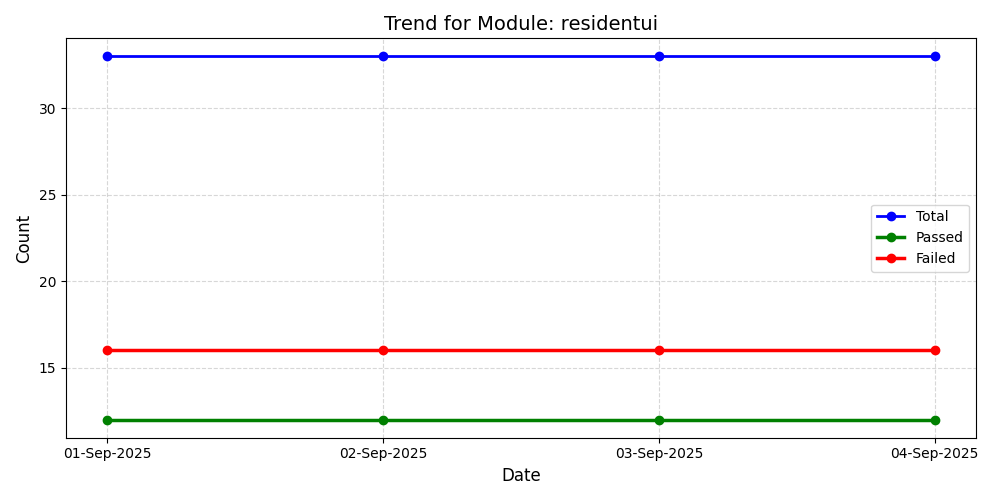 Trend for Module: residentui
Count
30
25
20
15
Total
Passed
Failed
01-Sep-2025
02-Sep-2025
03-Sep-2025
04-Sep-2025
Date